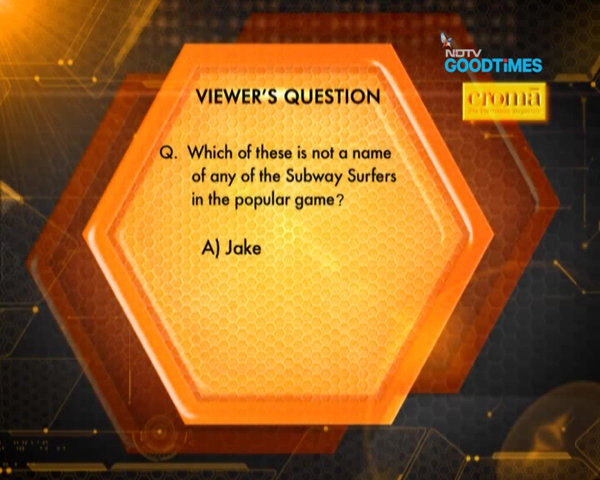 NDTV
GOODTiMES
croma
VIEWER'S QUESTION
Q. Which of these is not a name
of any of the Subway Surfers
in the popular game?
A) Jake